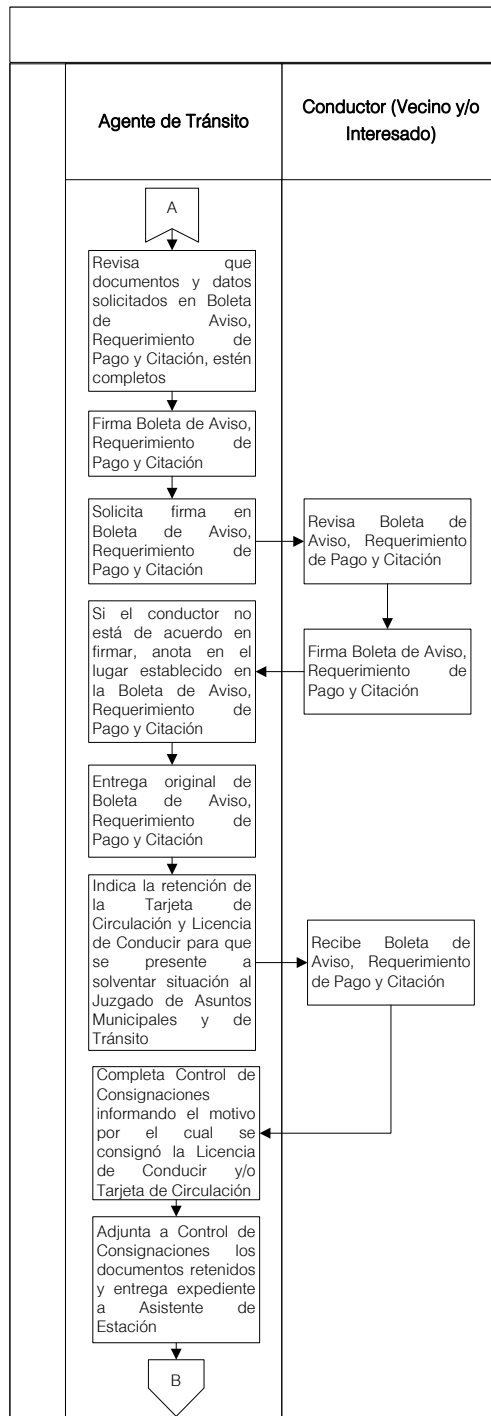 Agente de Tránsito
Conductor (Vecino y/o
Interesado)
A
Revisa que
documentos y datos
solicitados en Boleta
de Aviso,
Requerimiento de
Pago y Citación, estén
completos
Firma Boleta de Aviso,
Requerimiento de
Pago y Citación
Solicita firma en
Boleta de Aviso,
Requerimiento de
Pago y Citación
Revisa Boleta de
Aviso, Requerimiento
de Pago y Citación
Firma Boleta de Aviso,
Requerimiento de
Pago y Citación
Si el conductor no
está de acuerdo en
firmar, anota en el
lugar establecido en
la Boleta de Aviso,
Requerimiento de
Pago y Citación
Entrega original de
Boleta de Aviso,
Requerimiento de
Pago y Citación
Indica la retención de
la Tarjeta de
Circulación y Licencia
de Conducir para que
se presente a
solventar situación al
Juzgado de Asuntos
Municipales y de
Tránsito
Recibe Boleta de
Aviso, Requerimiento
de Pago y Citación
Completa Control de
Consignaciones
informando el motivo
por el cual se
consignó la Licencia
de Conducir y/o
Tarjeta de Circulación
Adjunta a Control de
Consignaciones los
documentos retenidos
y entrega expediente
a Asistente de
Estación
B